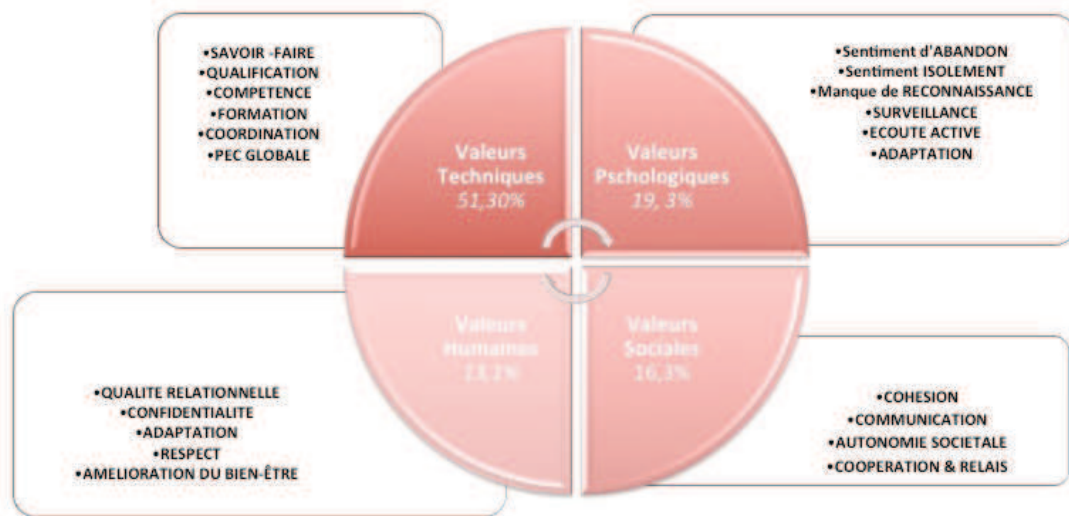 •SAVOIR -FAIRE
•QUALIFICATION
•COMPETENCE
•FORMATION
•COORDINATION
•PEC GLOBALE
•Sentiment d'ABANDON
•Sentiment ISOLEMENT
•Manque de RECONNAISSANCE
•SURVEILLANCE
•ECOUTE ACTIVE
•ADAPTATION
Valeurs
Techniques
51,30%
Valeurs
Pschologiques
19, 3%
Valeurs
Humaines
13,1%
Valeurs
Sociales
16,3%
•QUALITE RELATIONNELLE
•CONFIDENTIALITE
•ADAPTATION
•RESPECT
•AMELIORATION DU BIEN-ÊTRE
•COHESION
•COMMUNICATION
•AUTONOMIE SOCIETALE
•COOPERATION & RELAIS